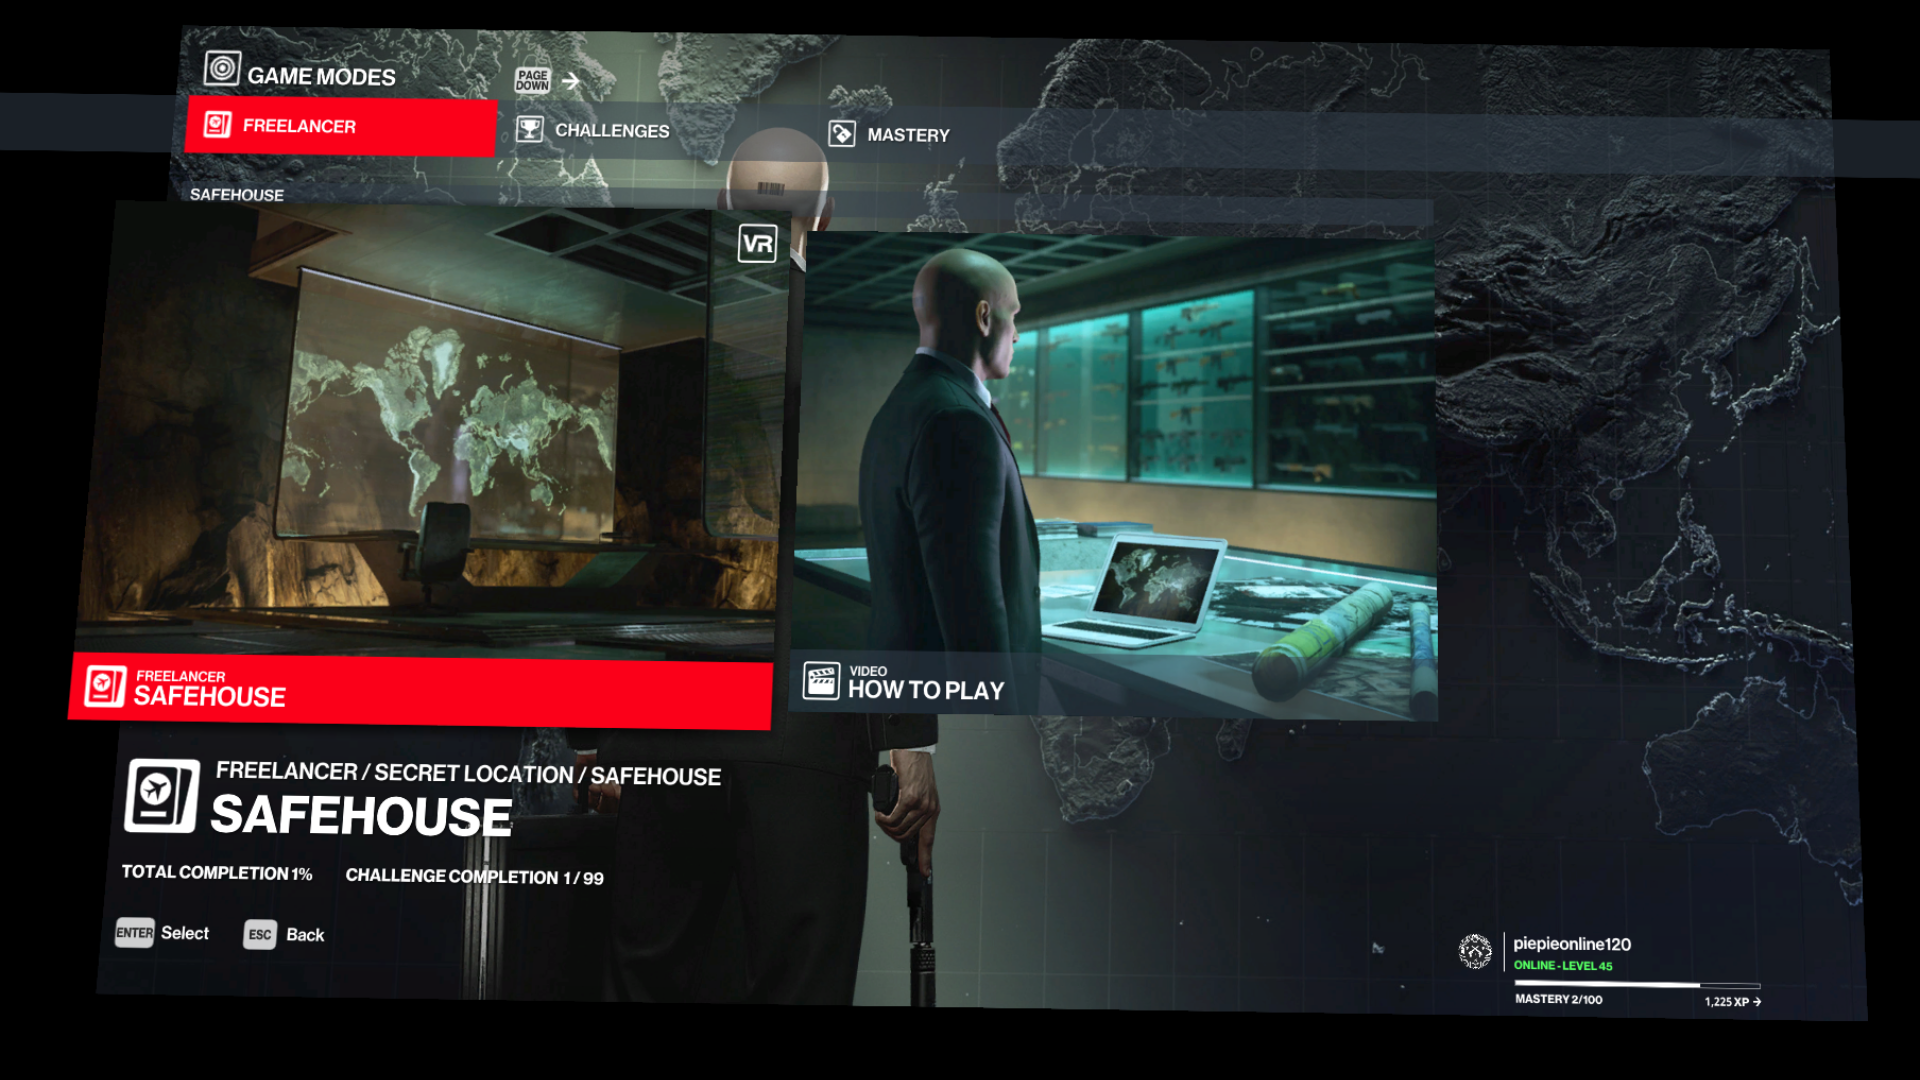 GAME MODES
PAGE DOWN →
FREELANCER
CHALLENGES
MASTERY
SAFEHOUSE
VR
FREELANCER
SAFEHOUSE
VIDEO
HOW TO PLAY
FREELANCER / SECRET LOCATION / SAFEHOUSE
SAFEHOUSE
TOTAL COMPLETION 1%
CHALLENGE COMPLETION 1 / 99
ENTER Select
ESC Back
piepieonline120
ONLINE - LEVEL 45
MASTERY 2/100
1,225 XP →